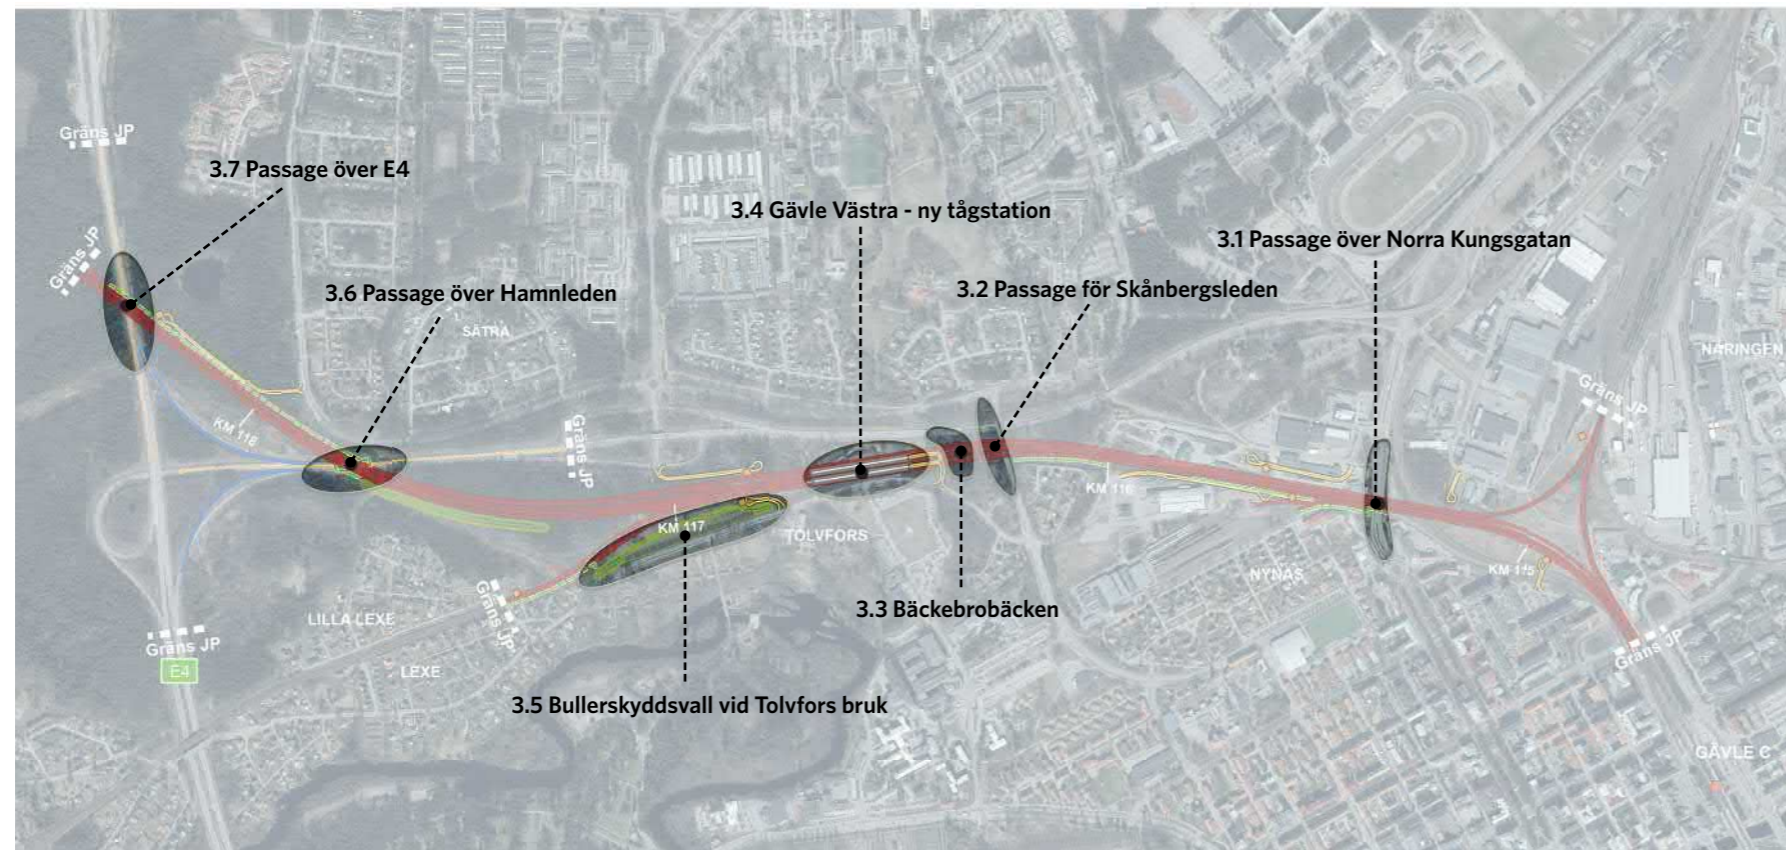 Gräns JP
3.7 Passage över E4
3.4 Gävle Västra - ny tågstation
3.1 Passage över Norra Kungsgatan
Gräns JP
3.6 Passage över Hamnleden
3.2 Passage för Skånbergsleden
SÄTRA
NÄRINGEN
Gräns JP
KM 118
Gräns JP
KM 116
KM 117
TOLVFORS
NYNÄS
KM 115
3.3 Bäckebrobäcken
Gräns JP
LILLA LEXE
Gräns JP
Gräns JP
E4
LEXE
3.5 Bullerskyddsvall vid Tolvfors bruk
GÄVLE C